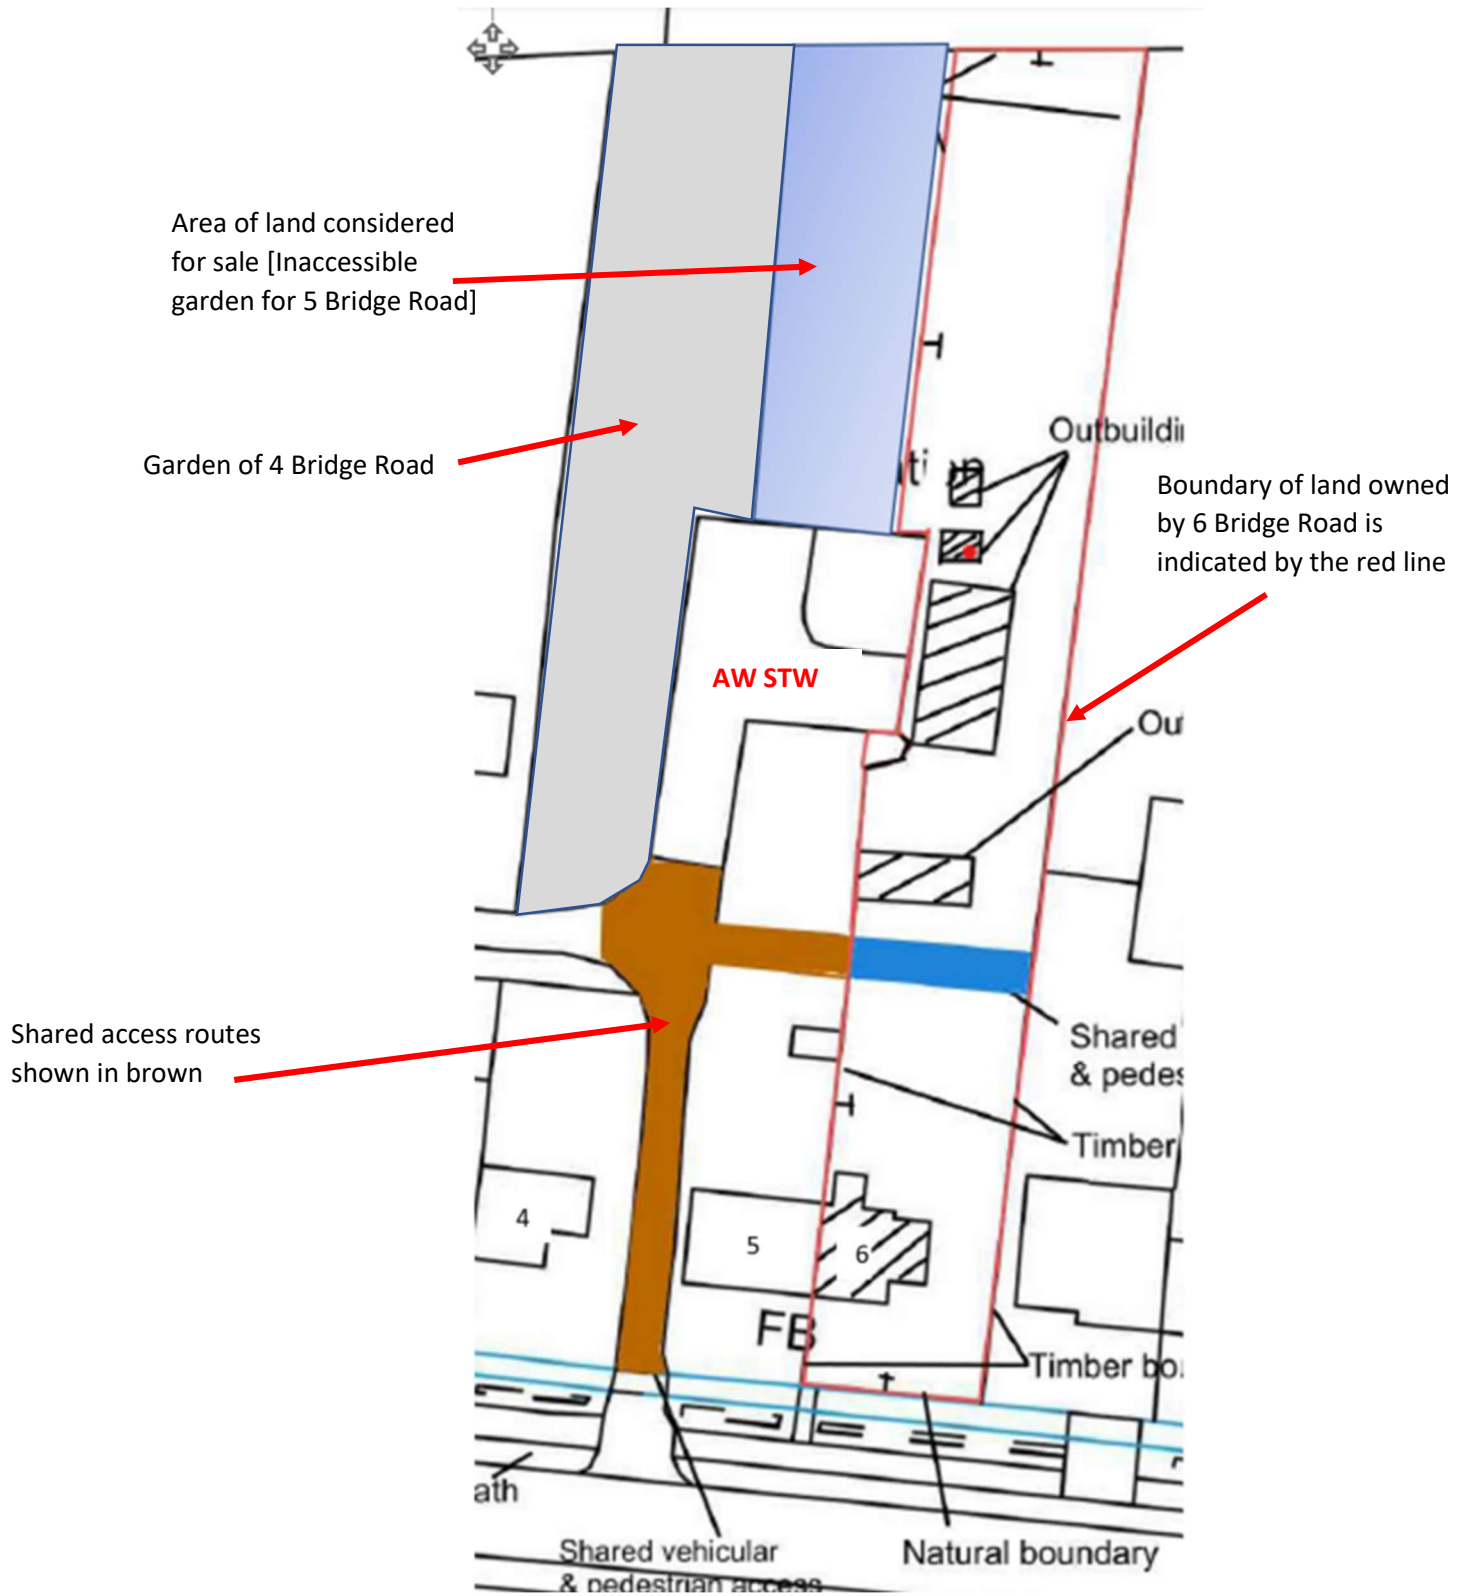 Area of land considered
for sale [Inaccessible
garden for 5 Bridge Road]
Outbuildi
Garden of 4 Bridge Road
Boundary of land owned
by 6 Bridge Road is
indicated by the red line
AW STW
Ou
Shared access routes
shown in brown
Shared
& pedes
Timber
4
5
6
FB
Timber bo
ath
Shared vehicular
& pedestrian access
Natural boundary